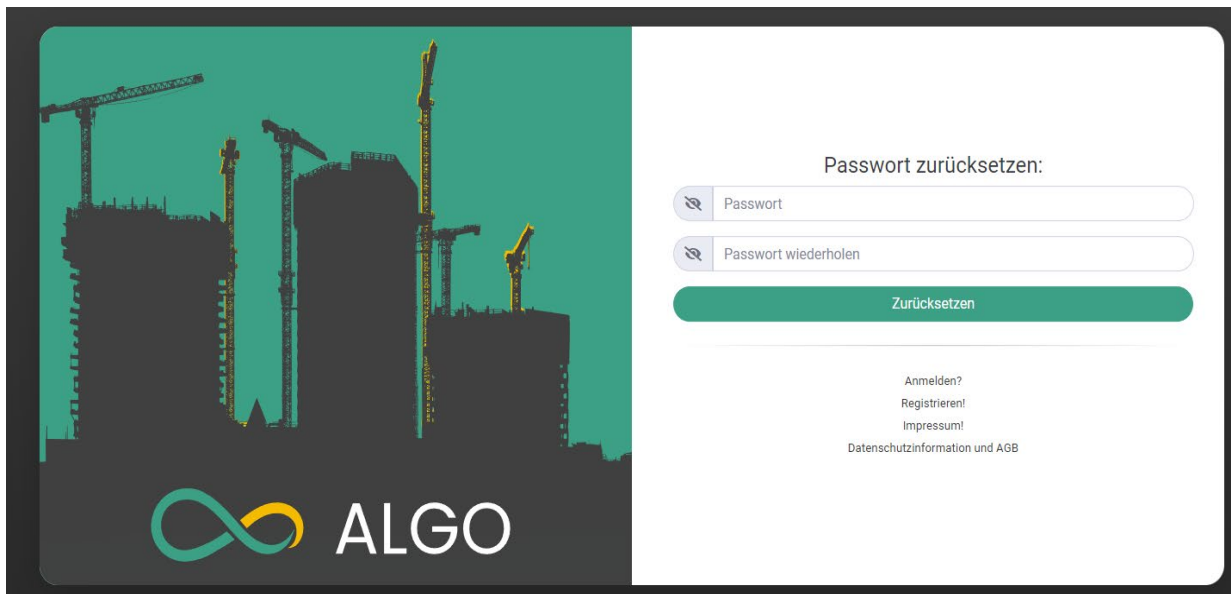 Passwort zurücksetzen:
Passwort
Passwort wiederholen
Zurücksetzen
Anmelden?
Registrieren!
Impressum!
Datenschutzinformation und AGB
ALGO